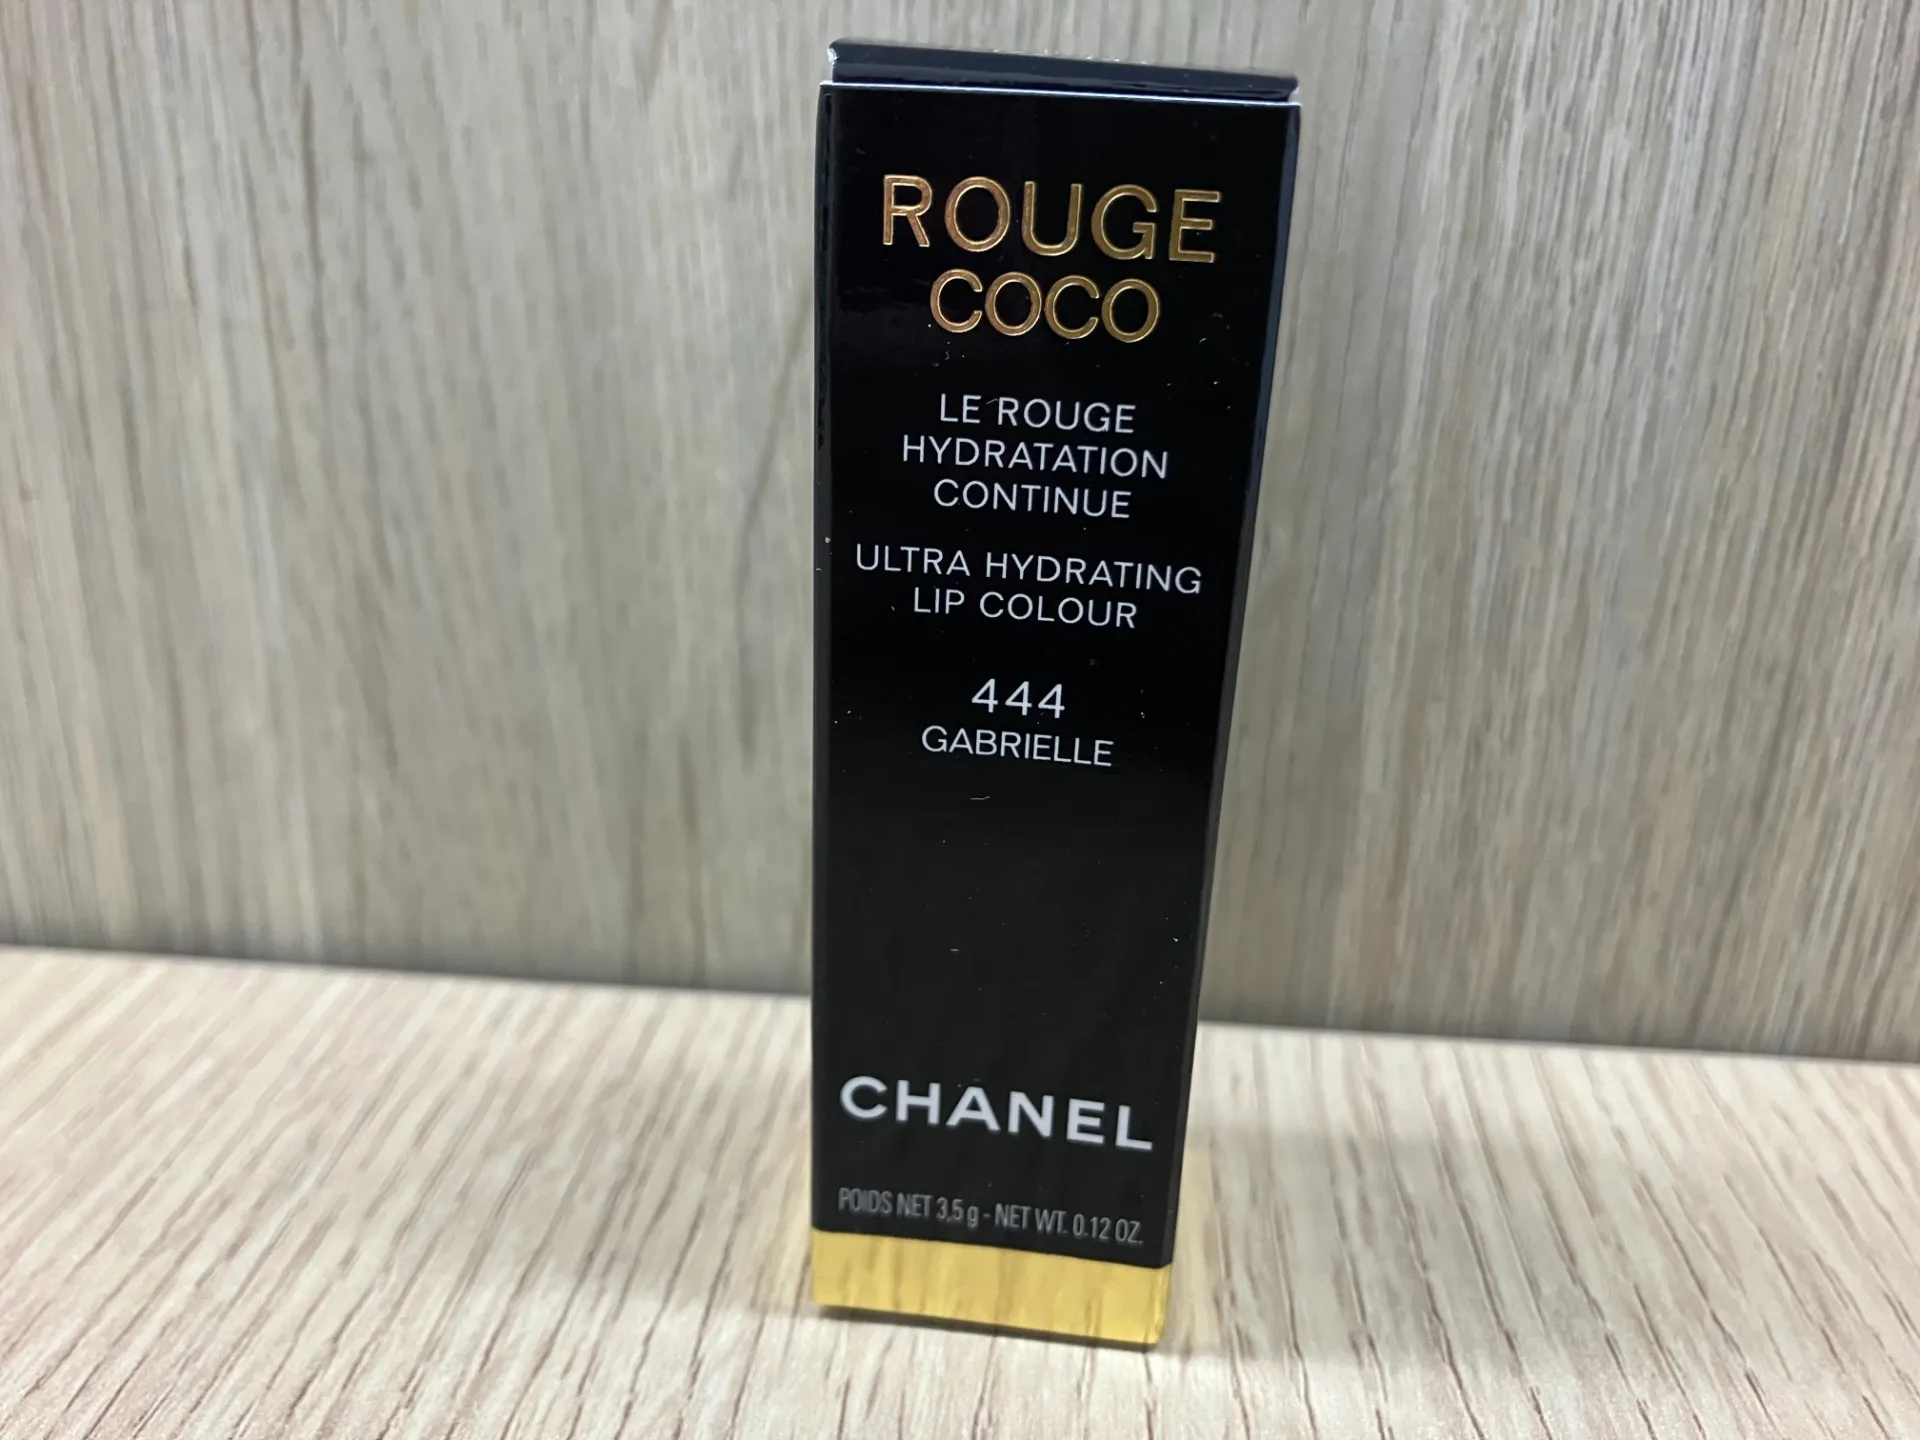 ROUGE
COCO
LE ROUGE
HYDRATATION
CONTINUE
ULTRA HYDRATING
LIP COLOUR
444
GABRIELLE
CHANEL
POIDS NET 3,5 g - NET WT. 0.12 OZ.